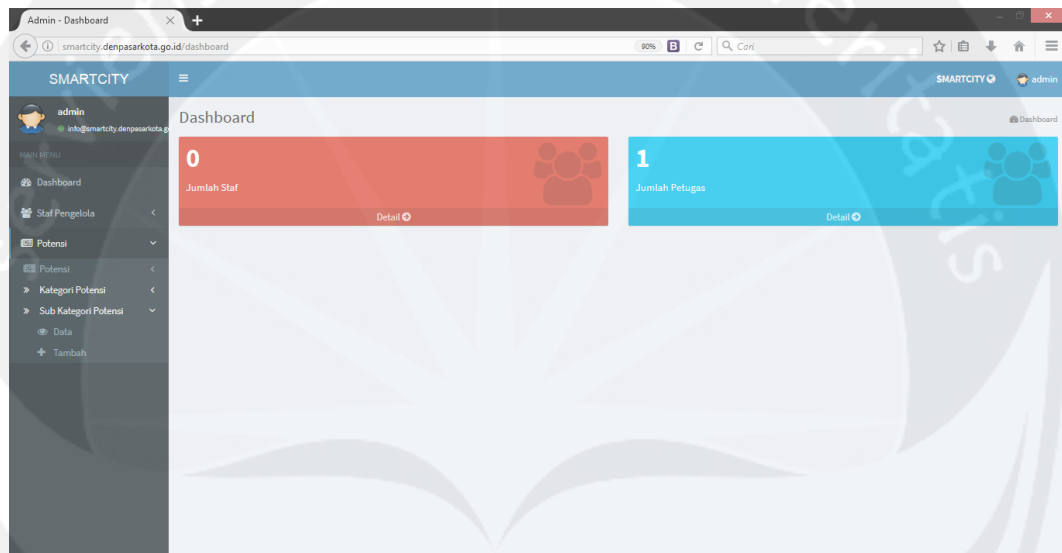 Admin - Dashboard
smartcity.denpasarkota.go.id/dashboard
90%
B
Cari
SMARTCITY
SMARTCITY
admin
admin
info@smartcity.denpasarkota.g
Dashboard
Dashboard
MAIN MENU
Dashboard
Staf Pengelola
Potensi
Potensi
Kategori Potensi
Sub Kategori Potensi
Data
Tambah
0
Jumlah Staf
Detail
1
Jumlah Petugas
Detail